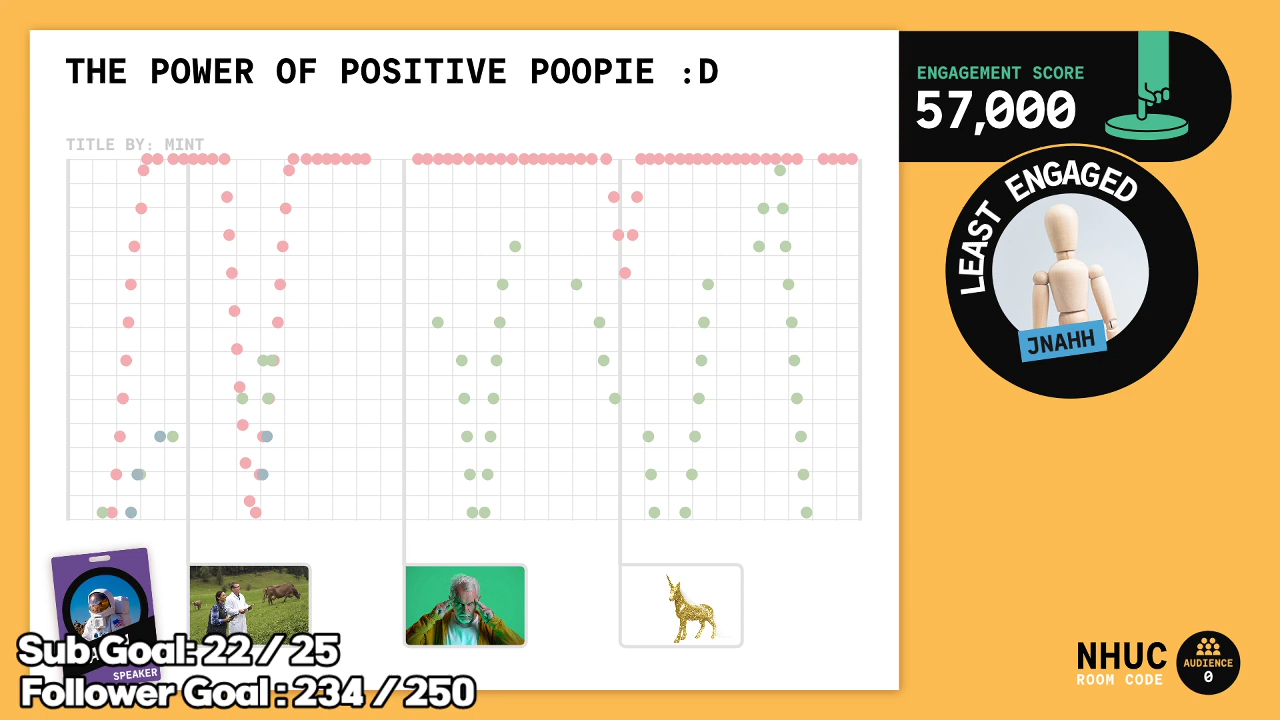 THE POWER OF POSITIVE POOPIE :D
TITLE BY: MINT
ENGAGEMENT SCORE
57,000
LEAST ENGAGED
JNAHH
SPEAKER
Sub Goal: 22 / 25
Follower Goal : 234 / 250
NHUC
ROOM CODE
AUDIENCE
0